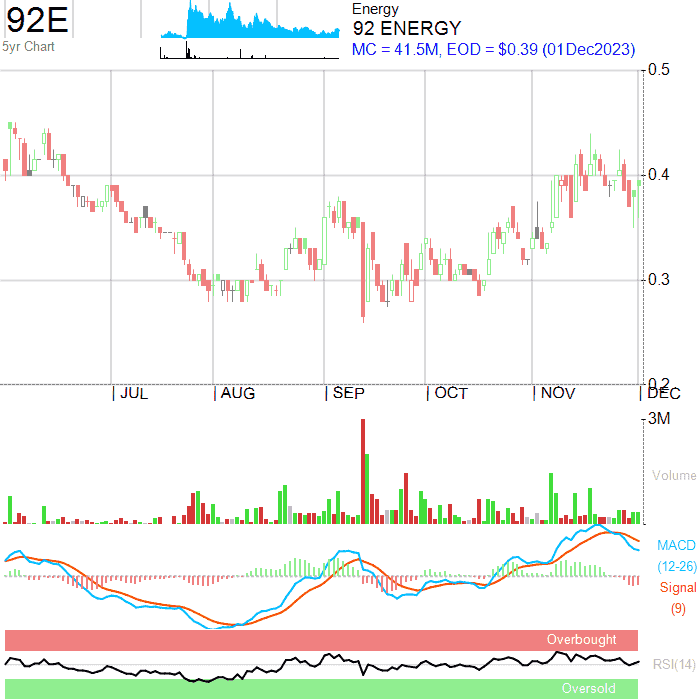 92E
5yr Chart
Energy
92 ENERGY
MC = 41.5M, EOD = $0.39 (01Dec2023)
0.5
0.4
0.3
0.2
JUL AUG SEP OCT NOV DEC
3M
Volume
MACD
(12-26)
Signal
(9)
Overbought
RSI(14)
Oversold